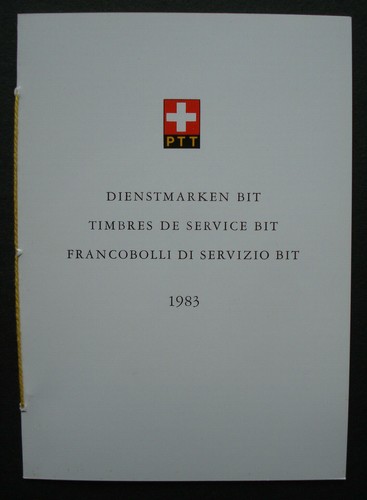 PTT
DIENSTMARKEN BIT
TIMBRES DE SERVICE BIT
FRANCOBOLLI DI SERVIZIO BIT
1983